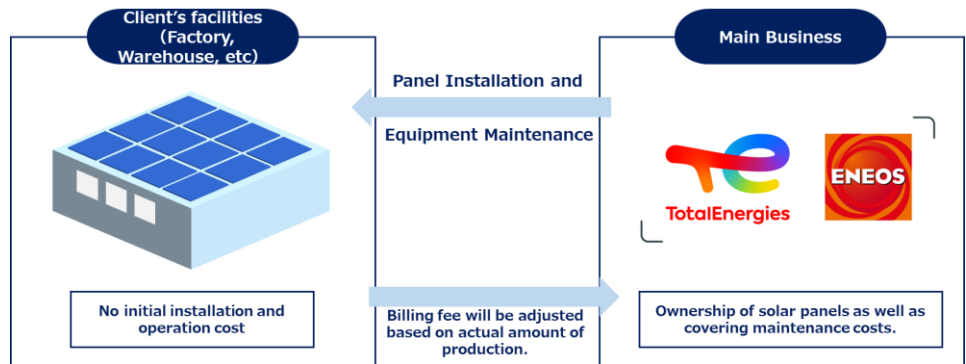 Client's facilities
(Factory,
Warehouse, etc)
Main Business
Panel Installation and
Equipment Maintenance
TotalEnergies
ENEOS
No initial installation and
operation cost
Billing fee will be adjusted
based on actual amount of
production.
Ownership of solar panels as well as
covering maintenance costs.